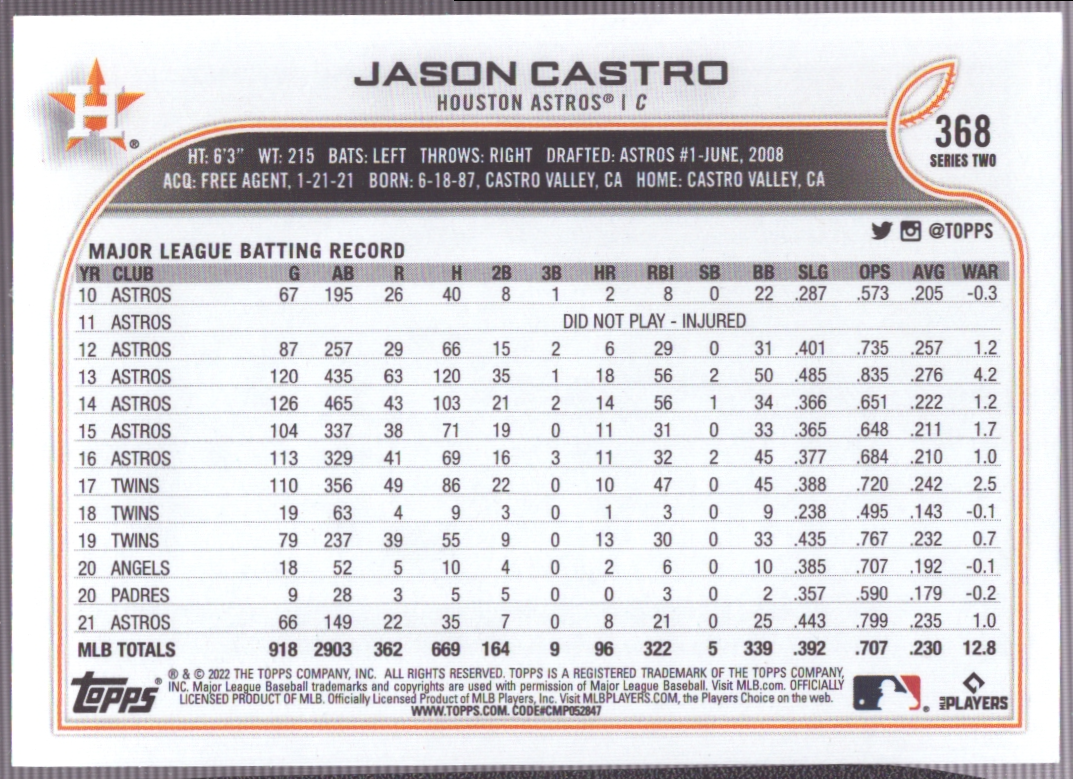 JASON CASTRO
HOUSTON ASTROS® | C
H
®
368
SERIES TWO
HT: 6'3" WT: 215 BATS: LEFT THROWS: RIGHT DRAFTED: ASTROS #1-JUNE, 2008
ACQ: FREE AGENT, 1-21-21 BORN: 6-18-87, CASTRO VALLEY, CA HOME: CASTRO VALLEY, CA
@TOPPS
MAJOR LEAGUE BATTING RECORD
YR CLUB G AB R H 2B 3B HR RBI SB BB SLG OPS AVG WAR
10 ASTROS 67 195 26 40 8 1 2 8 0 22 .287 .573 .205 -0.3
11 ASTROS DID NOT PLAY - INJURED
12 ASTROS 87 257 29 66 15 2 6 29 0 31 .401 .735 .257 1.2
13 ASTROS 120 435 63 120 35 1 18 56 2 50 .485 .835 .276 4.2
14 ASTROS 126 465 43 103 21 2 14 56 1 34 .366 .651 .222 1.2
15 ASTROS 104 337 38 71 19 0 11 31 0 33 .365 .648 .211 1.7
16 ASTROS 113 329 41 69 16 3 11 32 2 45 .377 .684 .210 1.0
17 TWINS 110 356 49 86 22 0 10 47 0 45 .388 .720 .242 2.5
18 TWINS 19 63 4 9 3 0 1 3 0 9 .238 .495 .143 -0.1
19 TWINS 79 237 39 55 9 0 13 30 0 33 .435 .767 .232 0.7
20 ANGELS 18 52 5 10 4 0 2 6 0 10 .385 .707 .192 -0.1
20 PADRES 9 28 3 5 5 0 0 3 0 2 .357 .590 .179 -0.2
21 ASTROS 66 149 22 35 7 0 8 21 0 25 .443 .799 .235 1.0
MLB TOTALS 918 2903 362 669 164 9 96 322 5 339 .392 .707 .230 12.8
Topps®
® & © 2022 THE TOPPS COMPANY, INC. ALL RIGHTS RESERVED. TOPPS IS A REGISTERED TRADEMARK OF THE TOPPS COMPANY,
INC. Major League Baseball trademarks and copyrights are used with permission of Major League Baseball. Visit MLB.com. OFFICIALLY
LICENSED PRODUCT OF MLB. Officially Licensed Product of MLB Players, Inc. Visit MLBPLAYERS.COM, the Players Choice on the web.
WWW.TOPPS.COM. CODE#CMP052847
®
MLB PLAYERS